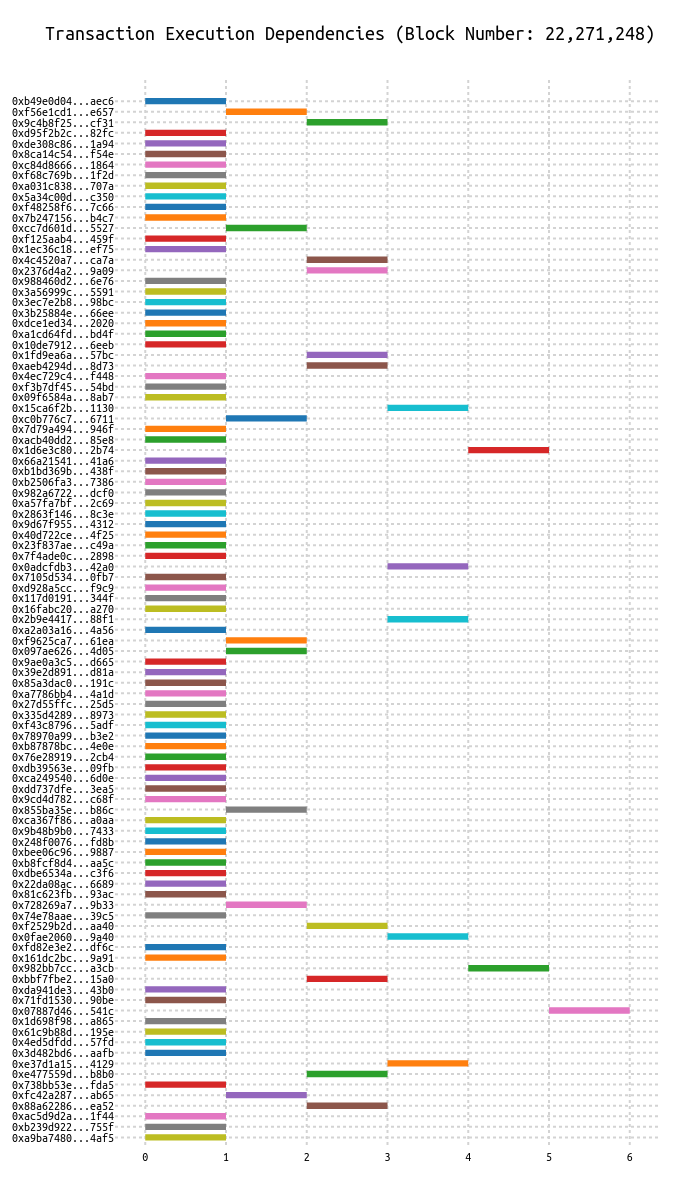 Transaction Execution Dependencies (Block Number: 22,271,248)
0xb49e0d04...aec6
0xf56e1cd1...e657
0x9c4b8f25...cf31
0xd95f2b2c...82fc
0xde308c86...1a94
0x8ca14c54...f54e
0xc84d8666...1864
0xf68c769b...1f2d
0xa031c838...707a
0x5a34c00d...c350
0xf48258f6...7c66
0x7b247156...b4c7
0xcc7d601d...5527
0xf125aab4...459f
0x1ec36c18...ef75
0x4c4520a7...ca7a
0x2376d4a2...9a09
0x988460d2...6e76
0x3a56999c...5591
0x3ec7e2b8...98bc
0x3b25884e...66ee
0xdce1ed34...2020
0xa1cd64fd...bd4f
0x10de7912...6eeb
0x1fd9ea6a...57bc
0xaeb4294d...8d73
0x4ec729c4...f448
0xf3b7df45...54bd
0x09f6584a...8ab7
0x15ca6f2b...1130
0xc0b776c7...6711
0x7d79a494...946f
0xacb40dd2...85e8
0x1d6e3c80...2b74
0x66a21541...41a6
0xb1bd369b...438f
0xb2506fa3...7386
0x982a6722...dcf0
0xa57fa7bf...2c69
0x2863f146...8c3e
0x9d67f955...4312
0x40d722ce...4f25
0x23f837ae...c49a
0x7f4ade0c...2898
0x0adcfdb3...42a0
0x7105d534...0fb7
0xd928a5cc...f9c9
0x117d0191...344f
0x16fabc20...a270
0x2b9e4417...88f1
0xa2a03a16...4a56
0xf9625ca7...61ea
0x097ae626...4d05
0x9ae0a3c5...d665
0x39e2d891...d81a
0x85a3dac0...191c
0xa7786bb4...4a1d
0x27d55ffc...25d5
0x335d4289...8973
0xf43c8796...5adf
0x78970a99...b3e2
0xb87878bc...4e0e
0x76e28919...2cb4
0xdb39563e...09fb
0xca249540...6d0e
0xdd737dfe...3ea5
0x9cd4d782...c68f
0x855ba35e...b86c
0xca367f86...a0aa
0x9b48b9b0...7433
0x248f0076...fd8b
0xbee06c96...9887
0xb8fcf8d4...aa5c
0xdbe6534a...c3f6
0x22da08ac...6689
0x81c623fb...93ac
0x728269a7...9b33
0x74e78aae...39c5
0xf2529b2d...aa40
0x0fae2060...9a40
0xfd82e3e2...df6c
0x161dc2bc...9a91
0x982bb7cc...a3cb
0xbbf7fbe2...15a0
0xda941de3...43b0
0x71fd1530...90be
0x07887d46...541c
0x1d698f98...a865
0x61c9b88d...195e
0x4ed5dfdd...57fd
0x3d482bd6...aafb
0xe37d1a15...4129
0xe477559d...b8b0
0x738bb53e...fda5
0xfc42a287...ab65
0x88a62286...ea52
0xac5d9d2a...1f44
0xb239d922...755f
0xa9ba7480...4af5
0 1 2 3 4 5 6